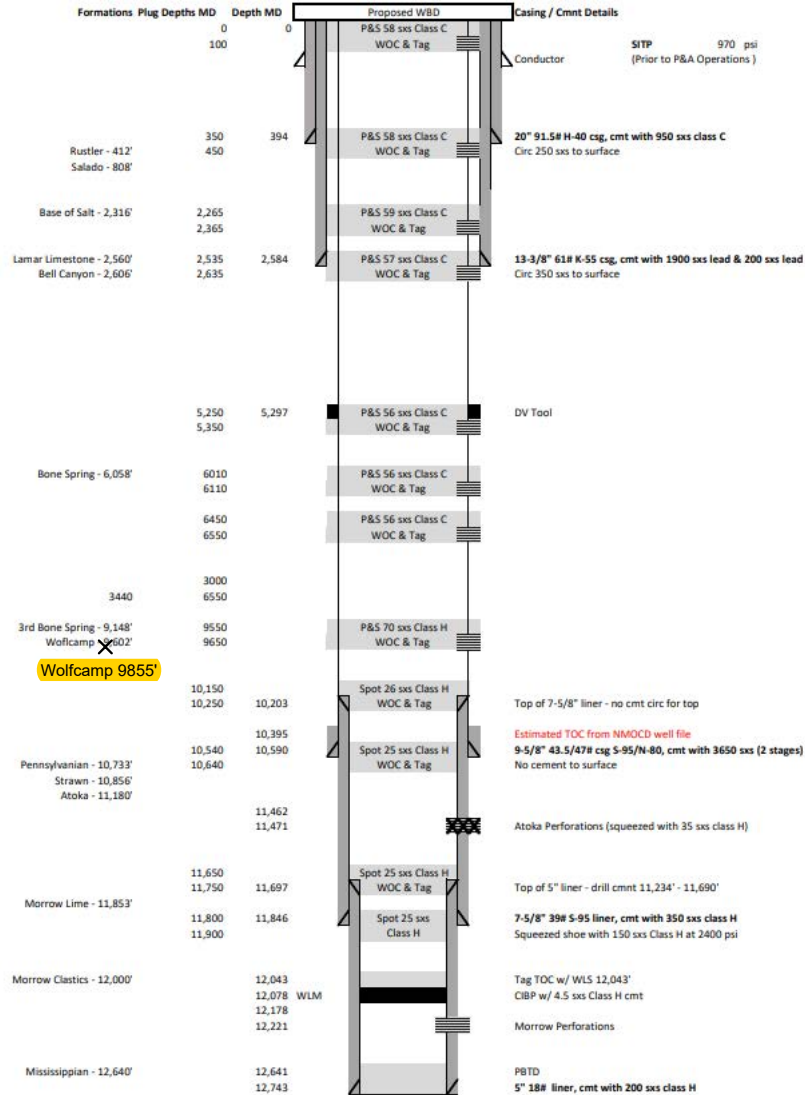 Formations Plug Depths MD Depth MD Proposed WBD Casing / Cmnt Details
0 0 P&S 58 sxs Class C
100 WOC & Tag SITP 970 psi
Conductor (Prior to P&A Operations )
350 394 P&S 58 sxs Class C 20" 91.5# H-40 csg, cmt with 950 sxs class C
Rustler - 412' 450 WOC & Tag Circ 250 sxs to surface
Salado - 808'
Base of Salt - 2,316' 2,265 P&S 59 sxs Class C
2,365 WOC & Tag
Lamar Limestone - 2,560' 2,535 2,584 P&S 57 sxs Class C 13-3/8" 61# K-55 csg, cmt with 1900 sxs lead & 200 sxs lead
Bell Canyon - 2,606' 2,635 WOC & Tag Circ 350 sxs to surface
5,250 5,297 P&S 56 sxs Class C DV Tool
5,350 WOC & Tag
Bone Spring - 6,058' 6010 P&S 56 sxs Class C
6110 WOC & Tag
6450 P&S 56 sxs Class C
6550 WOC & Tag
3000
3440 6550
3rd Bone Spring - 9,148' 9550 P&S 70 sxs Class H
Woflcamp - 9,602' 9650 WOC & Tag
Wolfcamp 9855'
10,150 Spot 26 sxs Class H
10,250 10,203 WOC & Tag Top of 7-5/8" liner - no cmt circ for top
10,395 Estimated TOC from NMOCD well file
10,540 10,590 Spot 25 sxs Class H 9-5/8" 43.5/47# csg S-95/N-80, cmt with 3650 sxs (2 stages)
Pennsylvanian - 10,733' 10,640 WOC & Tag No cement to surface
Strawn - 10,856'
Atoka - 11,180'
11,462
11,471 Atoka Perforations (squeezed with 35 sxs class H)
11,650 Spot 25 sxs Class H
11,750 11,697 WOC & Tag Top of 5" liner - drill cmnt 11,234' - 11,690'
Morrow Lime - 11,853'
11,800 11,846 Spot 25 sxs 7-5/8" 39# S-95 liner, cmt with 350 sxs class H
11,900 Class H Squeezed shoe with 150 sxs Class H at 2400 psi
Morrow Clastics - 12,000' 12,043 Tag TOC w/ WLS 12,043'
12,078 WLM CIBP w/ 4.5 sxs Class H cmt
12,178
12,221 Morrow Perforations
Mississippian - 12,640' 12,641 PBTD
12,743 5" 18# liner, cmt with 200 sxs class H